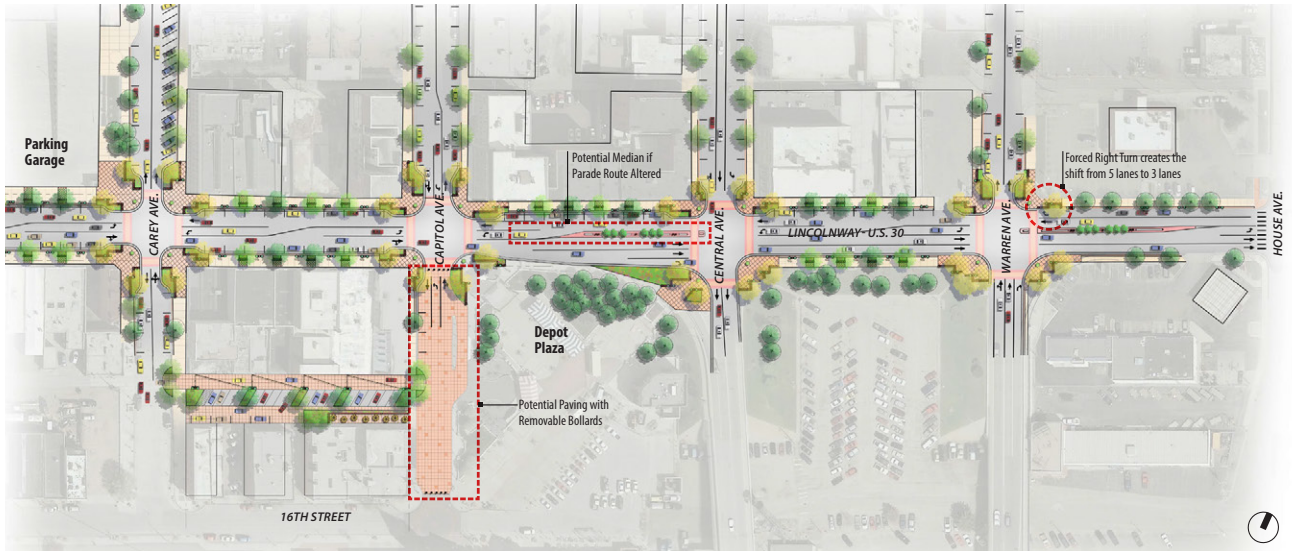 Parking
Garage
CAREY AVE.
CAPITOL AVE.
Potential Median if
Parade Route Altered
CENTRAL AVE.
LINCOLNWAY- U.S. 30
WARREN AVE.
Forced Right Turn creates the
shift from 5 lanes to 3 lanes
HOUSE AVE.
Depot
Plaza
Potential Paving with
Removable Bollards
16TH STREET